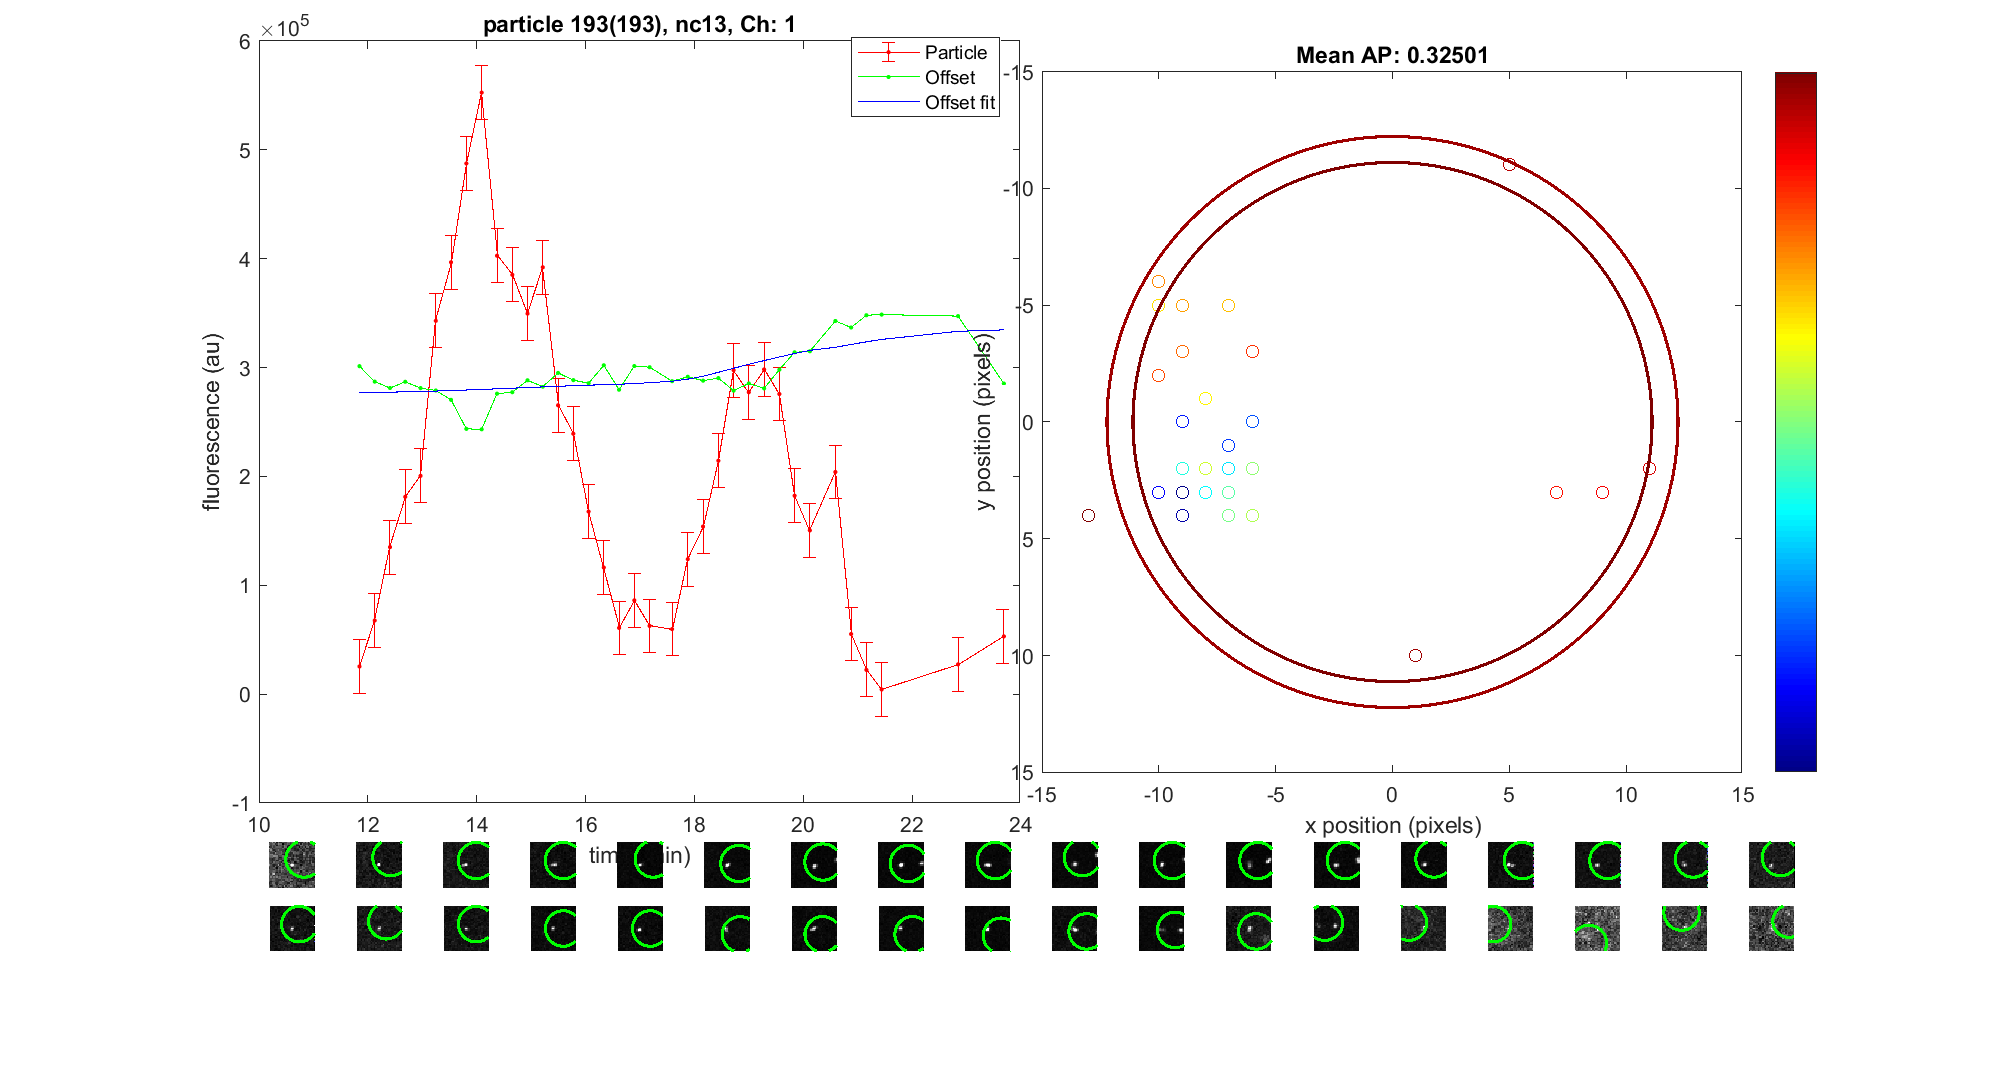 particle 193(193), nc13, Ch: 1
×10^5
6
5
4
3
2
1
0
-1
fluorescence (au)
10 12 14 16 18 20 22 24
Particle
Offset
Offset fit
Mean AP: 0.32501
-15
-10
-5
0
5
10
15
y position (pixels)
-15 -10 -5 0 5 10 15
x position (pixels)